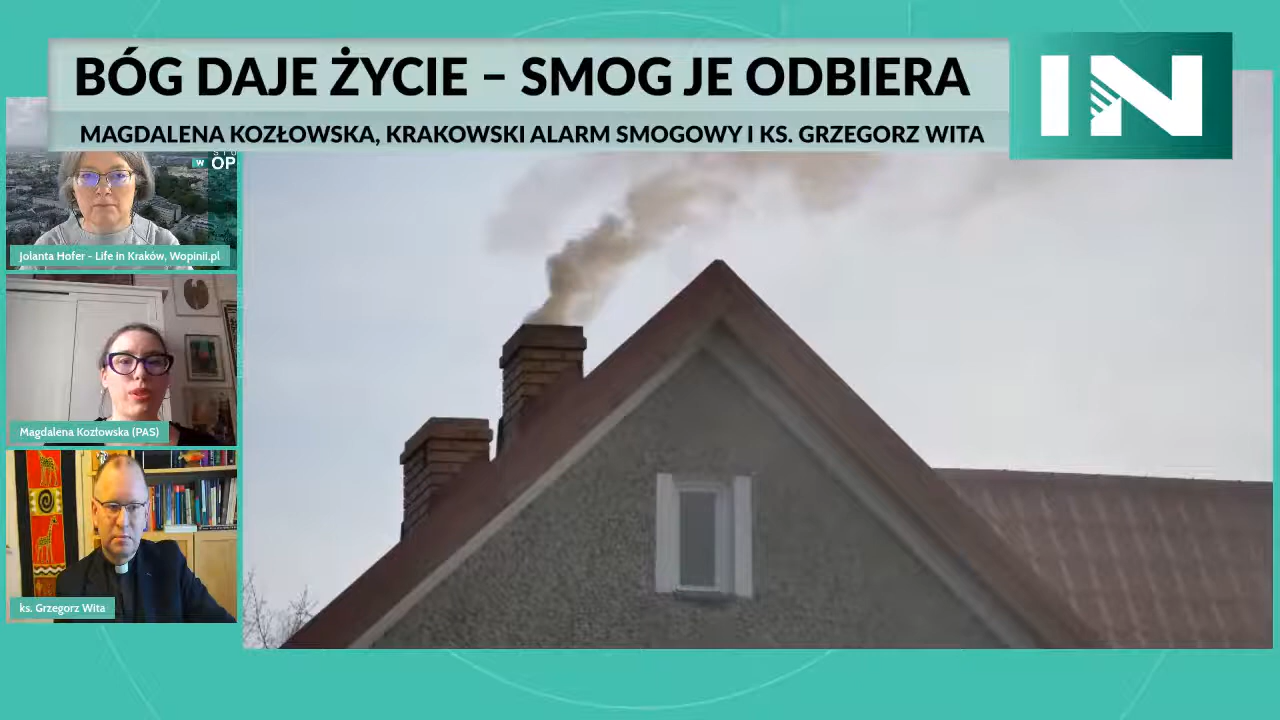 BÓG DAJE ŻYCIE – SMOG JE ODBIERA
IN
MAGDALENA KOZŁOWSKA, KRAKOWSKI ALARM SMOGOWY I KS. GRZEGORZ WITA
W OP
Jolanta Hofer - Life in Kraków, Wopinii.pl
Magdalena Kozłowska (PAS)
ks. Grzegorz Wita